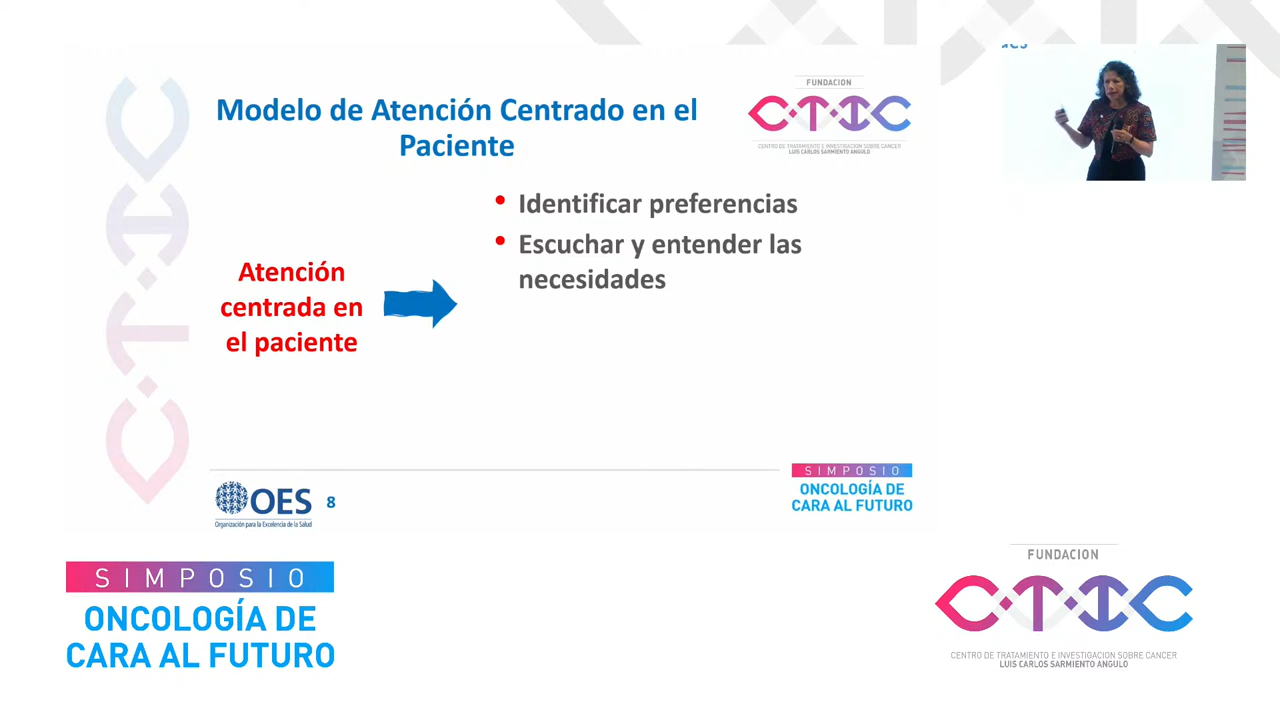 Modelo de Atención Centrado en el
Paciente
FUNDACION
CTIC
CENTRO DE TRATAMIENTO E INVESTIGACION SOBRE CANCER
LUIS CARLOS SARMIENTO ANGULO
CTIC
• Identificar preferencias
• Escuchar y entender las
necesidades
Atención
centrada en
el paciente
OES
Organización para la Excelencia de la Salud
8
SIMPOSIO
ONCOLOGÍA DE
CARA AL FUTURO
SIMPOSIO
ONCOLOGÍA DE
CARA AL FUTURO
FUNDACION
CTIC
CENTRO DE TRATAMIENTO E INVESTIGACION SOBRE CANCER
LUIS CARLOS SARMIENTO ANGULO